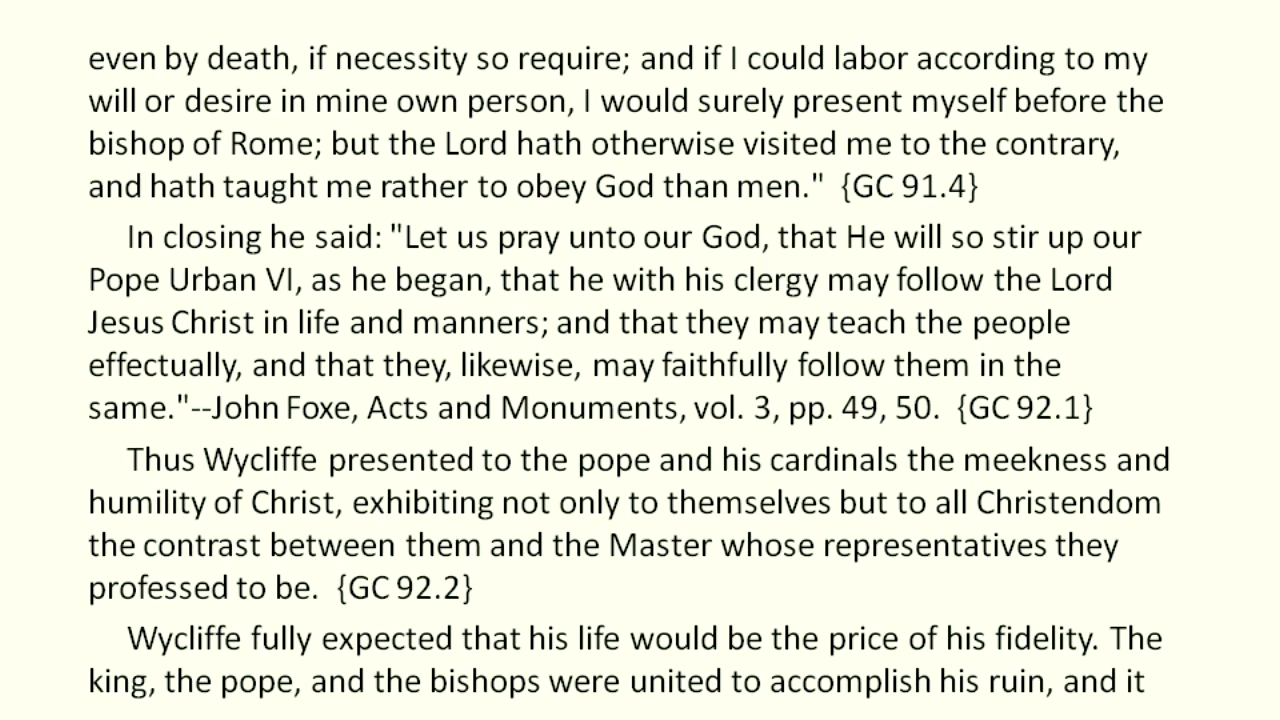 even by death, if necessity so require; and if I could labor according to my
will or desire in mine own person, I would surely present myself before the
bishop of Rome; but the Lord hath otherwise visited me to the contrary,
and hath taught me rather to obey God than men."  {GC 91.4}
In closing he said: "Let us pray unto our God, that He will so stir up our
Pope Urban VI, as he began, that he with his clergy may follow the Lord
Jesus Christ in life and manners; and that they may teach the people
effectually, and that they, likewise, may faithfully follow them in the
same."--John Foxe, Acts and Monuments, vol. 3, pp. 49, 50.  {GC 92.1}
Thus Wycliffe presented to the pope and his cardinals the meekness and
humility of Christ, exhibiting not only to themselves but to all Christendom
the contrast between them and the Master whose representatives they
professed to be.  {GC 92.2}
Wycliffe fully expected that his life would be the price of his fidelity. The
king, the pope, and the bishops were united to accomplish his ruin, and it